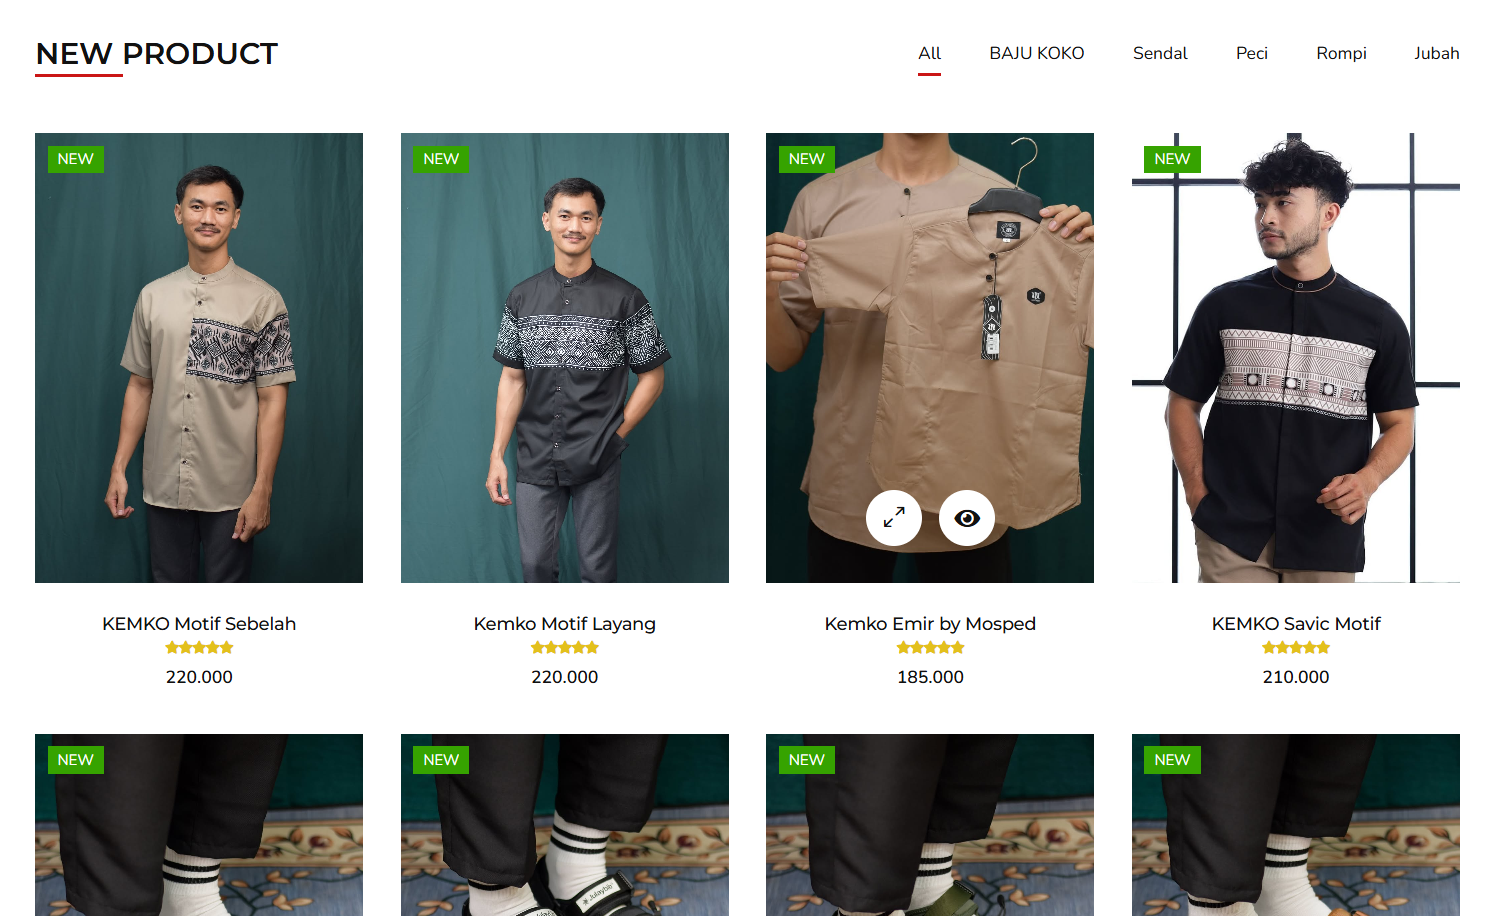 NEW PRODUCT
All BAJU KOKO Sendal Peci Rompi Jubah
NEW NEW NEW NEW
KEMKO Motif Sebelah
220.000
Kemko Motif Layang
220.000
Kemko Emir by Mosped
185.000
KEMKO Savic Motif
210.000
NEW NEW NEW NEW